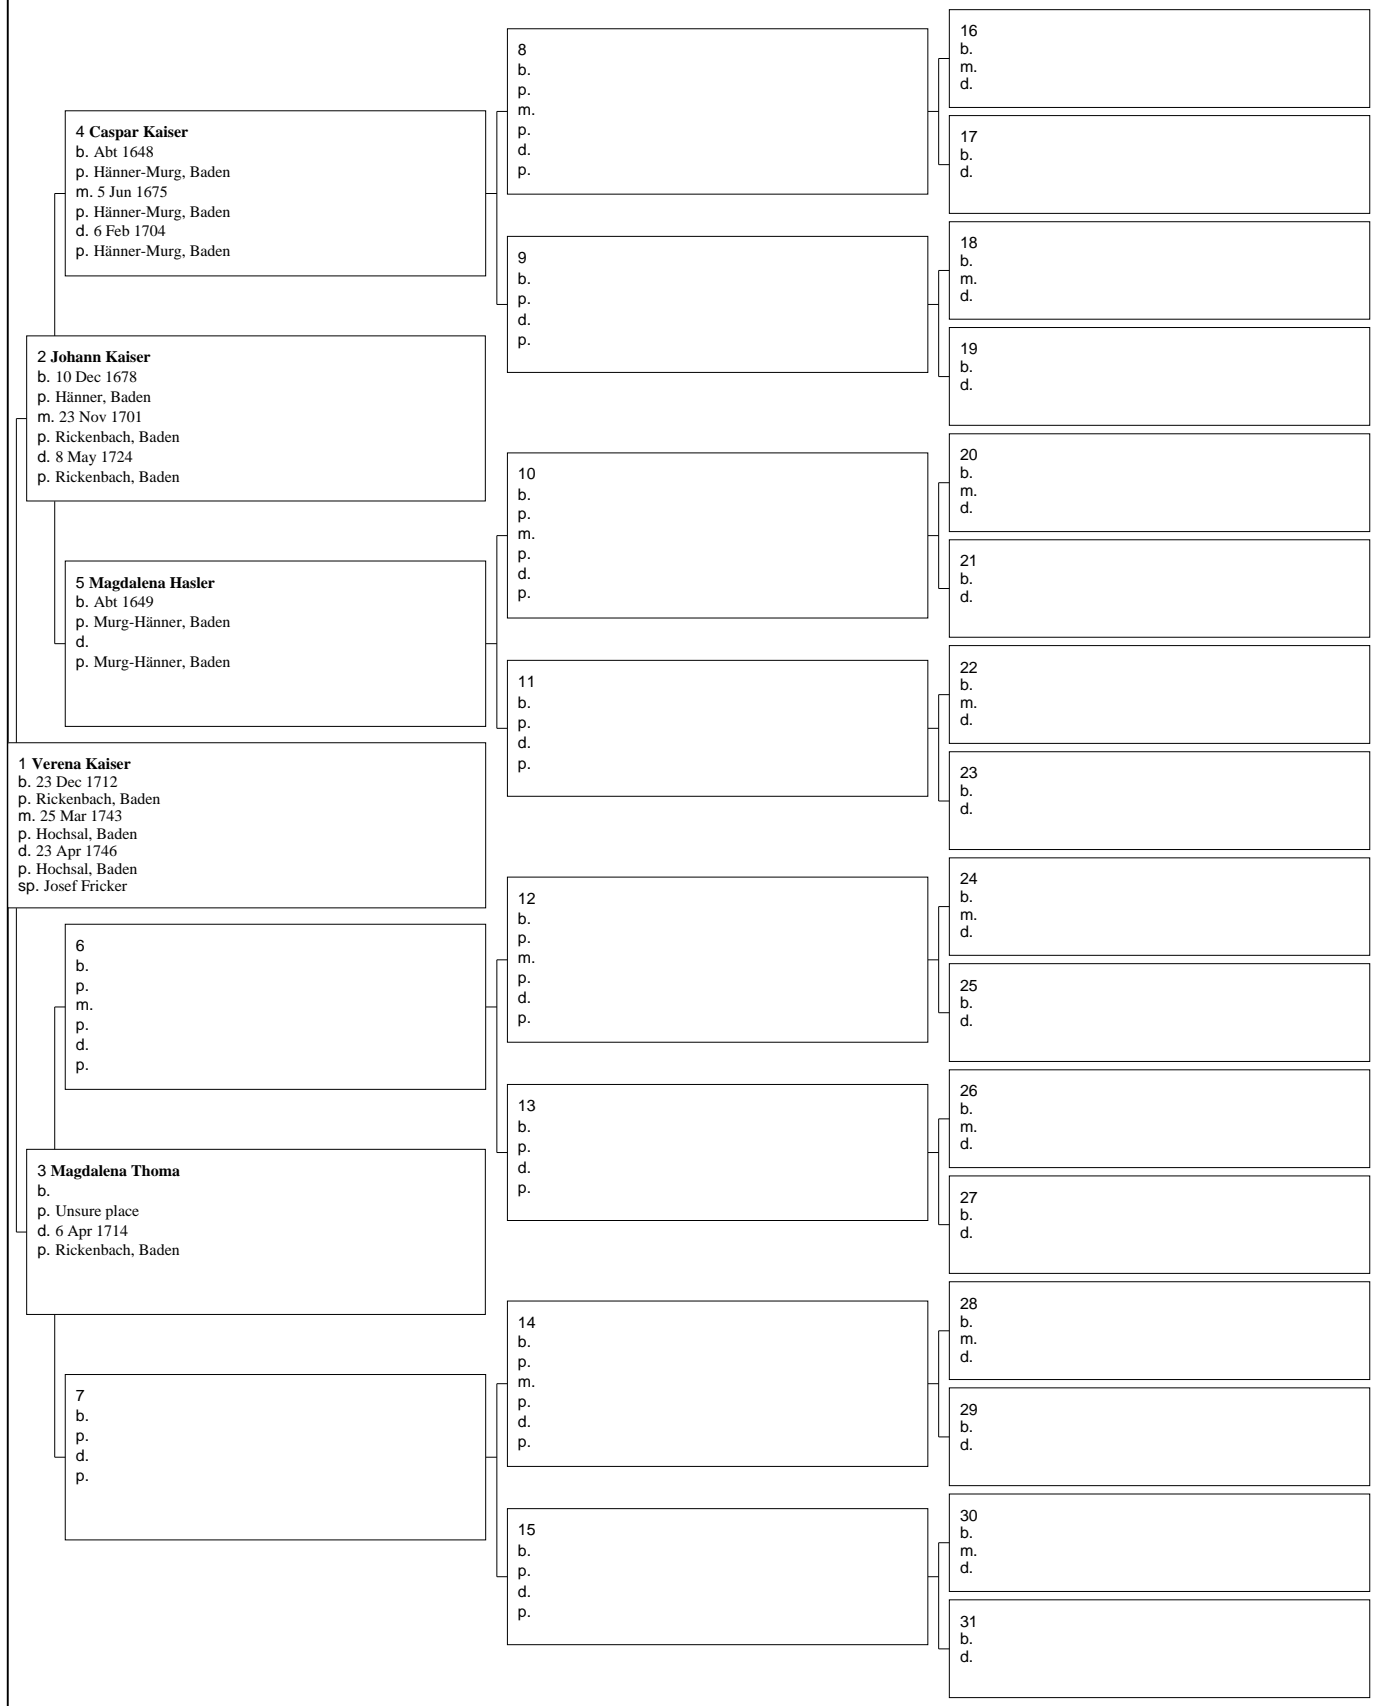 4 Caspar Kaiser
b. Abt 1648
p. Hänner-Murg, Baden
m. 5 Jun 1675
p. Hänner-Murg, Baden
d. 6 Feb 1704
p. Hänner-Murg, Baden
2 Johann Kaiser
b. 10 Dec 1678
p. Hänner, Baden
m. 23 Nov 1701
p. Rickenbach, Baden
d. 8 May 1724
p. Rickenbach, Baden
5 Magdalena Hasler
b. Abt 1649
p. Murg-Hänner, Baden
d.
p. Murg-Hänner, Baden
1 Verena Kaiser
b. 23 Dec 1712
p. Rickenbach, Baden
m. 25 Mar 1743
p. Hochsal, Baden
d. 23 Apr 1746
p. Hochsal, Baden
sp. Josef Fricker
6
b.
p.
m.
p.
d.
p.
3 Magdalena Thoma
b.
p. Unsure place
d. 6 Apr 1714
p. Rickenbach, Baden
7
b.
p.
d.
p.
8
b.
p.
m.
p.
d.
p.
9
b.
p.
d.
p.
10
b.
p.
m.
p.
d.
p.
11
b.
p.
d.
p.
12
b.
p.
m.
p.
d.
p.
13
b.
p.
d.
p.
14
b.
p.
m.
p.
d.
p.
15
b.
p.
d.
p.
16
b.
m.
d.
17
b.
d.
18
b.
m.
d.
19
b.
d.
20
b.
m.
d.
21
b.
d.
22
b.
m.
d.
23
b.
d.
24
b.
m.
d.
25
b.
d.
26
b.
m.
d.
27
b.
d.
28
b.
m.
d.
29
b.
d.
30
b.
m.
d.
31
b.
d.